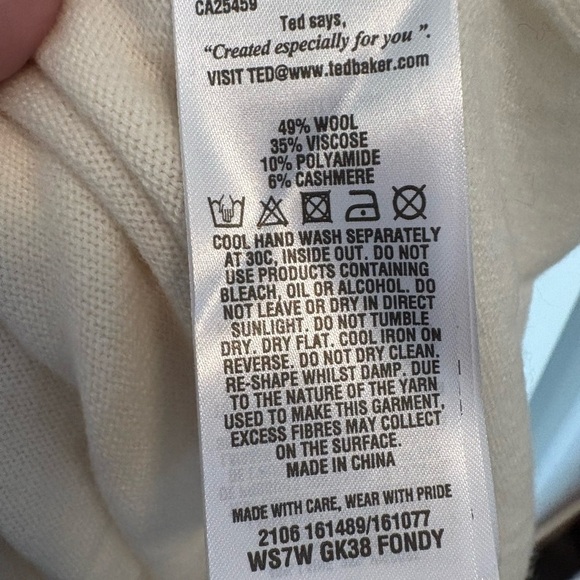 CA25459
Ted says,
“Created especially for you ”.
VISIT TED@www.tedbaker.com
49% WOOL
35% VISCOSE
10% POLYAMIDE
6% CASHMERE
COOL HAND WASH SEPARATELY
AT 30C, INSIDE OUT. DO NOT
USE PRODUCTS CONTAINING
BLEACH, OIL OR ALCOHOL. DO
NOT LEAVE OR DRY IN DIRECT
SUNLIGHT. DO NOT TUMBLE
DRY. DRY FLAT. COOL IRON ON
REVERSE. DO NOT DRY CLEAN.
RE-SHAPE WHILST DAMP. DUE
TO THE NATURE OF THE YARN
USED TO MAKE THIS GARMENT,
EXCESS FIBRES MAY COLLECT
ON THE SURFACE.
MADE IN CHINA
MADE WITH CARE, WEAR WITH PRIDE
2106 161489/161077
WS7W GK38 FONDY